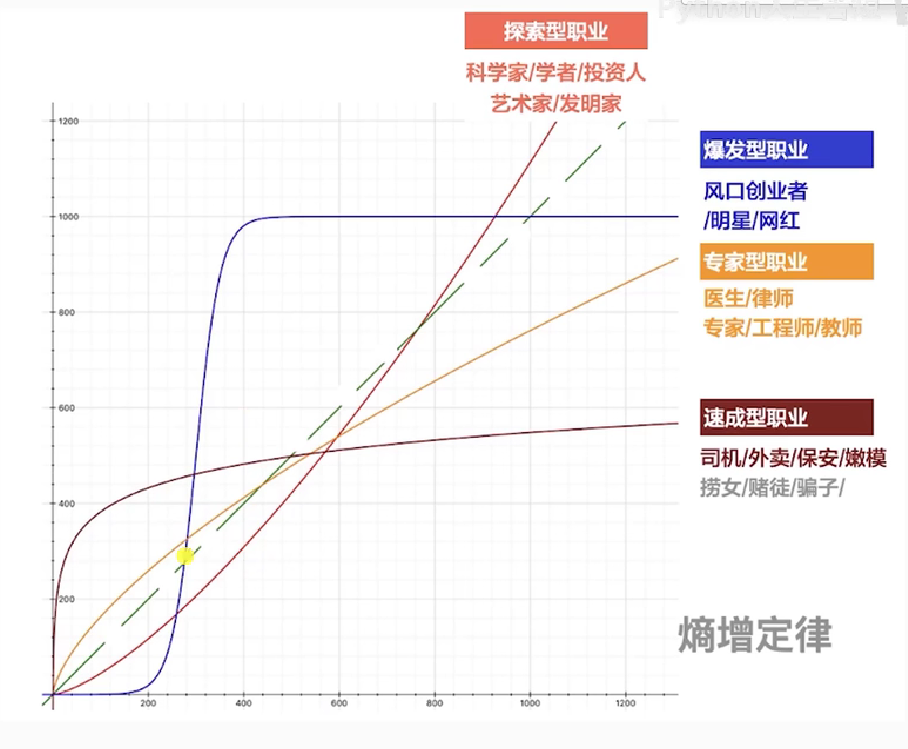 Python
探索型职业
科学家/学者/投资人
艺术家/发明家
爆发型职业
风口创业者
/明星/网红
专家型职业
医生/律师
专家/工程师/教师
速成型职业
司机/外卖/保安/嫩模
捞女/赌徒/骗子/
熵增定律
1200
1000
800
600
400
200
200
400
600
800
1000
1200